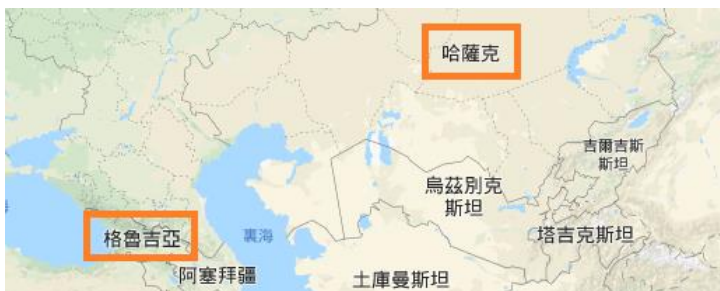 哈薩克
吉爾吉斯
斯坦
烏茲別克
斯坦
格魯吉亞
裏海
塔吉克斯坦
阿塞拜疆
土庫曼斯坦